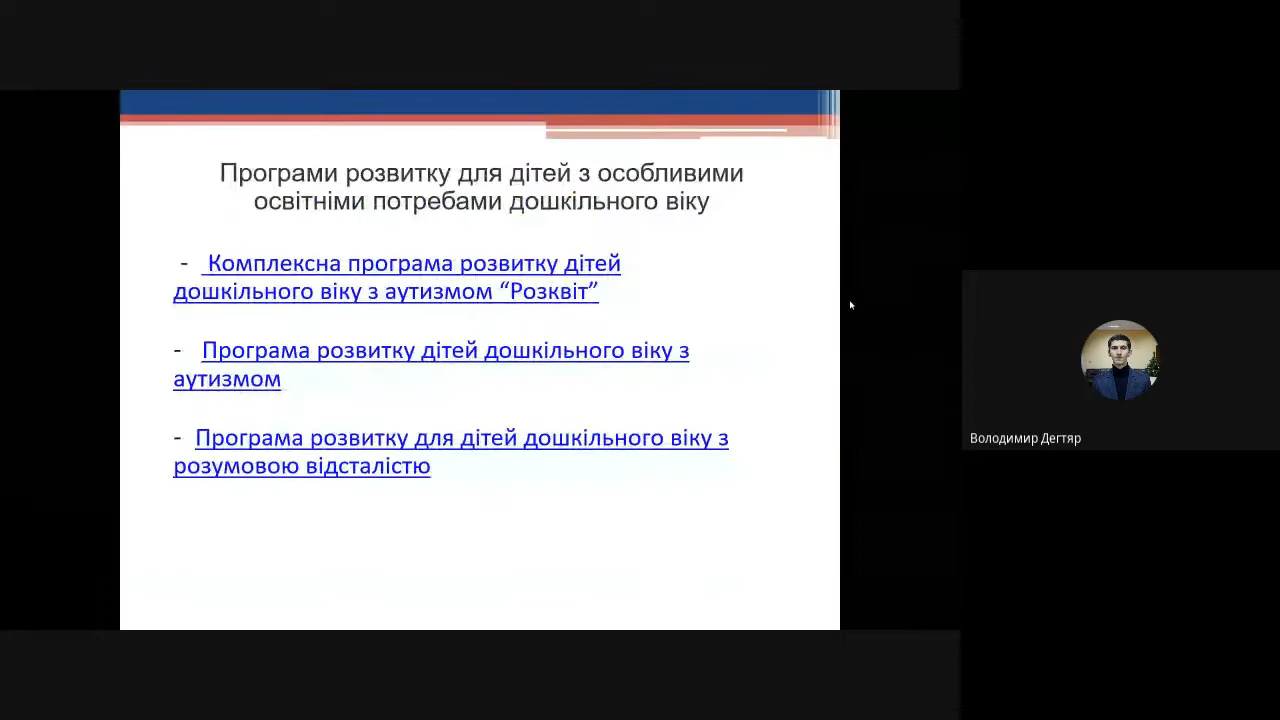 Програми розвитку для дітей з особливими
освітніми потребами дошкільного віку
- Комплексна програма розвитку дітей
дошкільного віку з аутизмом “Розквіт”
- Програма розвитку дітей дошкільного віку з
аутизмом
- Програма розвитку для дітей дошкільного віку з
розумовою відсталістю
Володимир Дегтяр